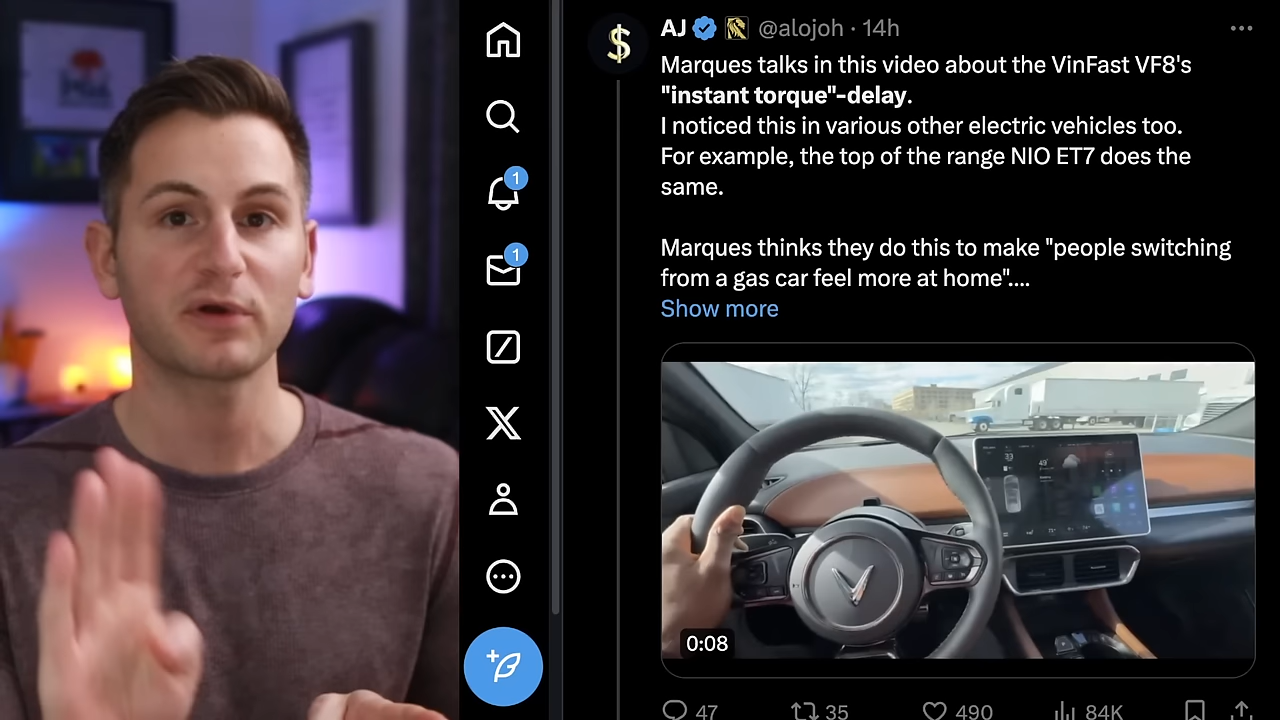 AJ @alojoh · 14h
Marques talks in this video about the VinFast VF8's
"instant torque"-delay.
I noticed this in various other electric vehicles too.
For example, the top of the range NIO ET7 does the
same.
Marques thinks they do this to make "people switching
from a gas car feel more at home"....
Show more
1
1
0:08
47 35 490 84K